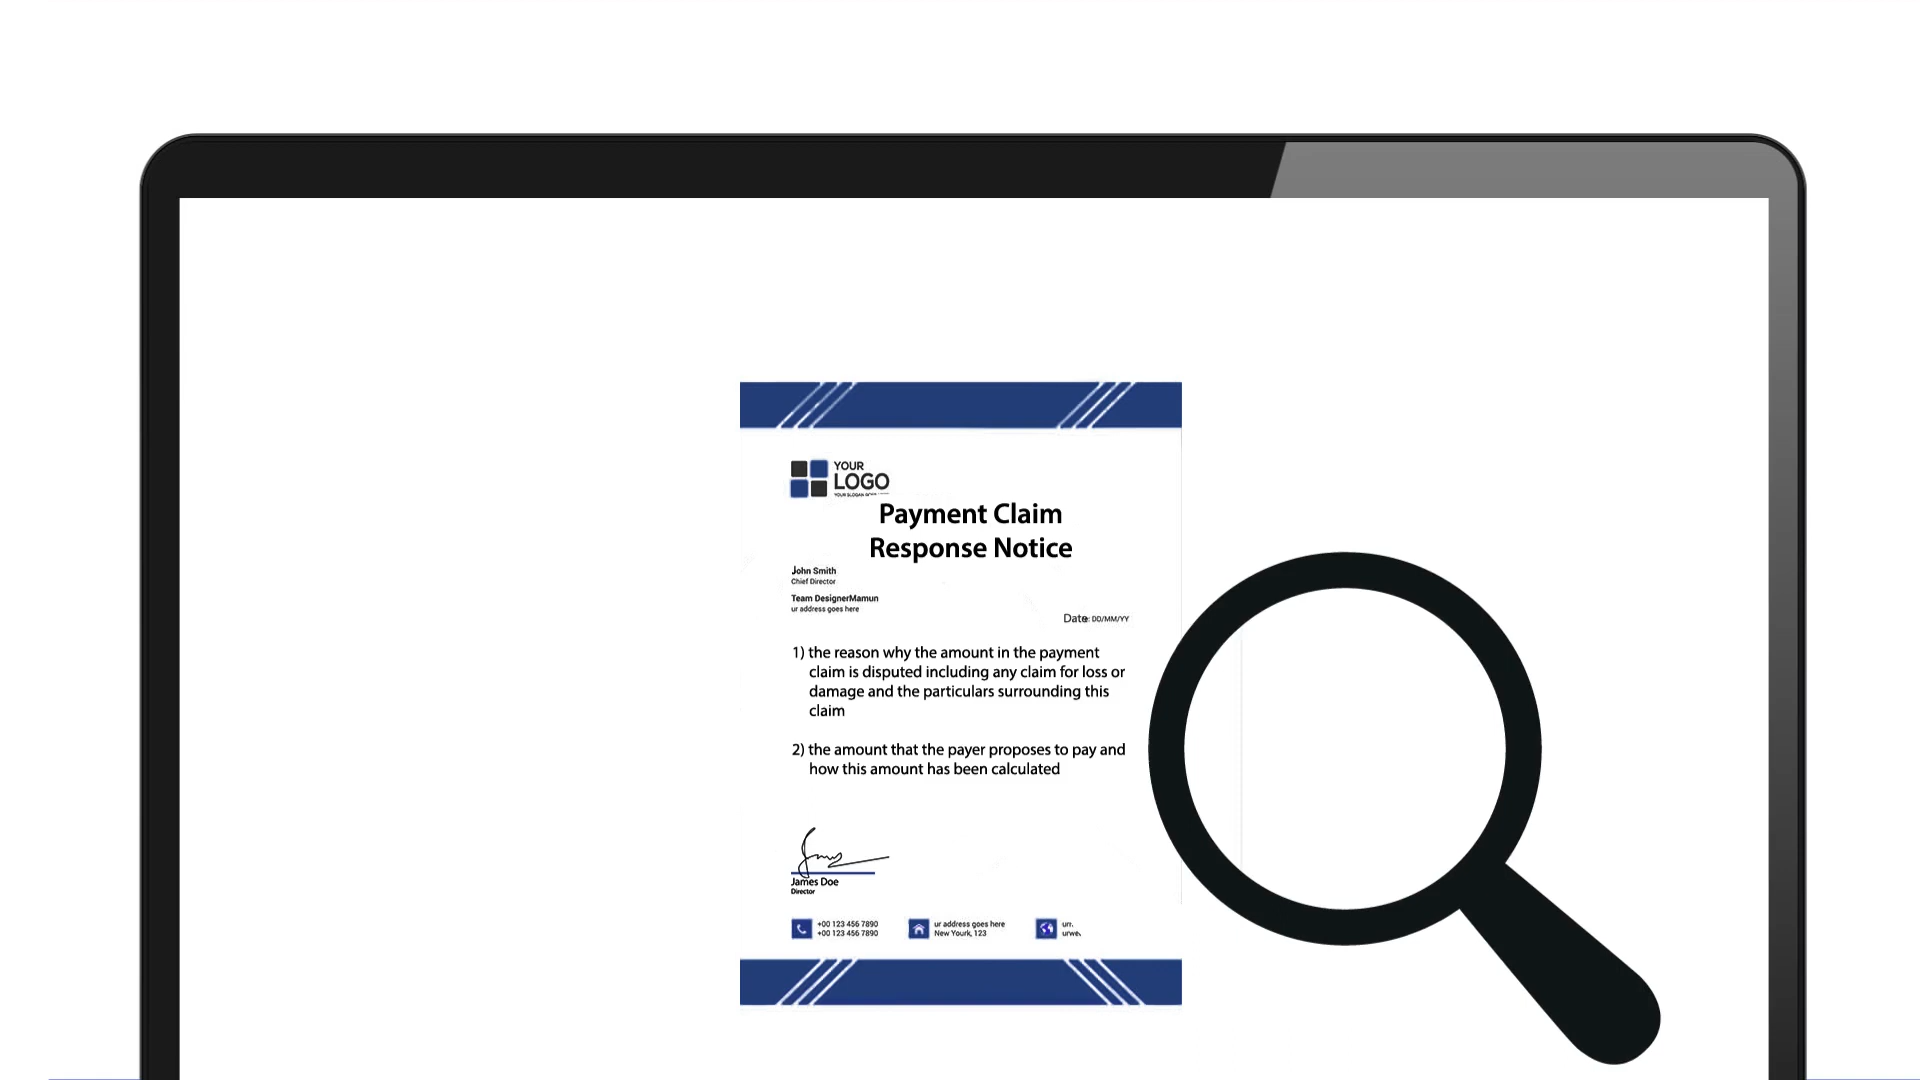 YOUR
LOGO
YOUR SLOGAN
Payment Claim
Response Notice
John Smith
Chief Director
Team DesignerMamun
ur address goes here
Date: DD/MM/YY
1) the reason why the amount in the payment
claim is disputed including any claim for loss or
damage and the particulars surrounding this
claim
2) the amount that the payer proposes to pay and
how this amount has been calculated
James Doe
Director
+00 123 456 7890
+00 123 456 7890
ur address goes here
New Yourk, 123